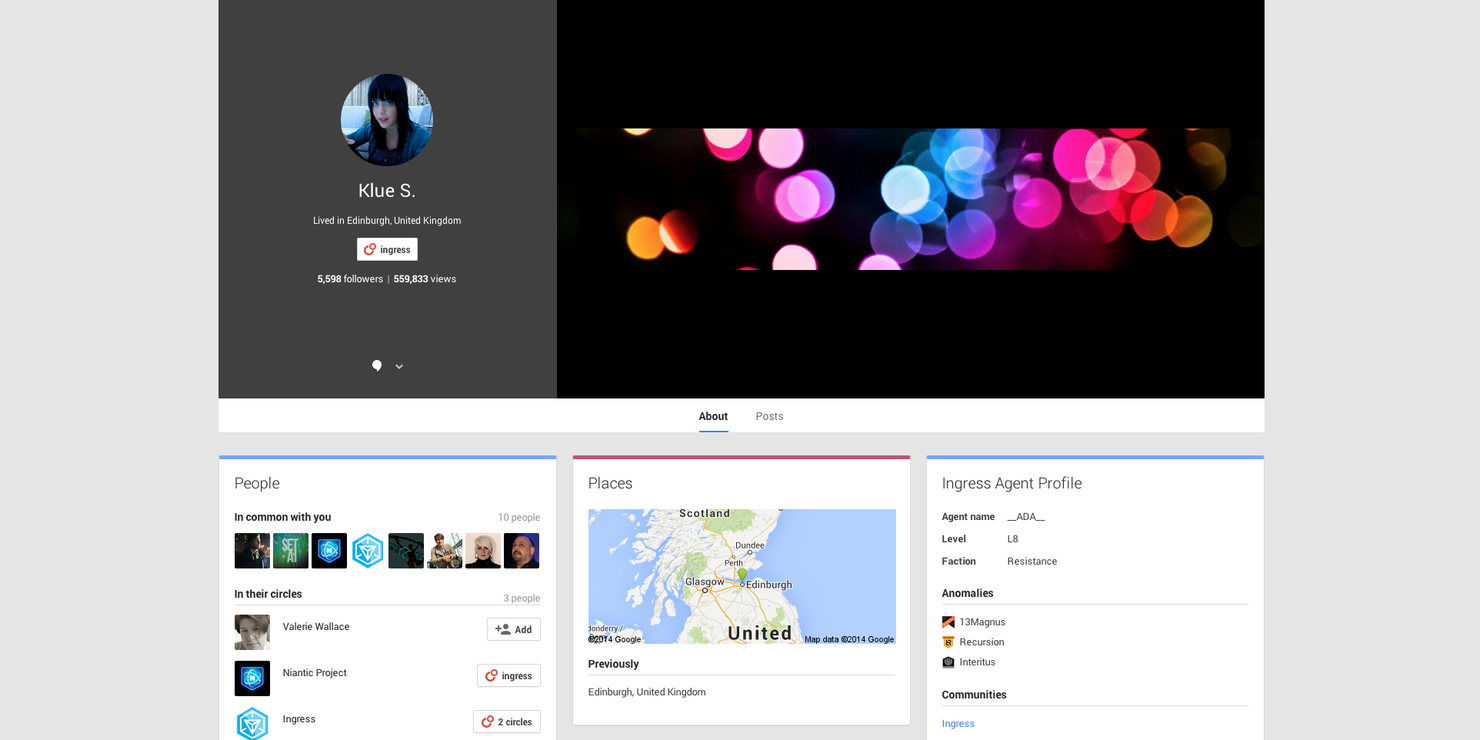 Klue S.
Lived in Edinburgh, United Kingdom
ingress
5,598 followers | 559,833 views
About
Posts
People
In common with you
10 people
SET
AI
In their circles
3 people
Valerie Wallace
Add
Niantic Project
ingress
Ingress
2 circles
Places
Scotland
Dundee
Perth
Glasgow
Edinburgh
United
donderry /
©2014 Google
Map data ©2014 Google
Previously
Edinburgh, United Kingdom
Ingress Agent Profile
Agent name __ADA__
Level L8
Faction Resistance
Anomalies
13Magnus
Recursion
Interitus
Communities
Ingress